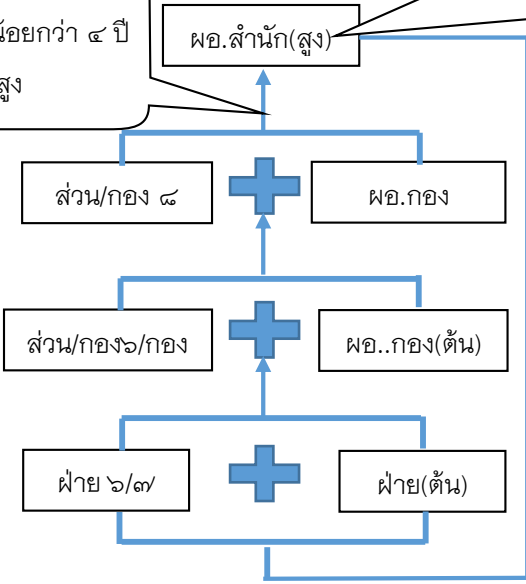 น้อยกว่า ๔ ปี
สูง
ผอ.สำนัก(สูง)
ส่วน/กอง ๘
ผอ.กอง
ส่วน/กอง๖/กอง
ผอ..กอง(ต้น)
ฝ่าย ๖/๗
ฝ่าย(ต้น)